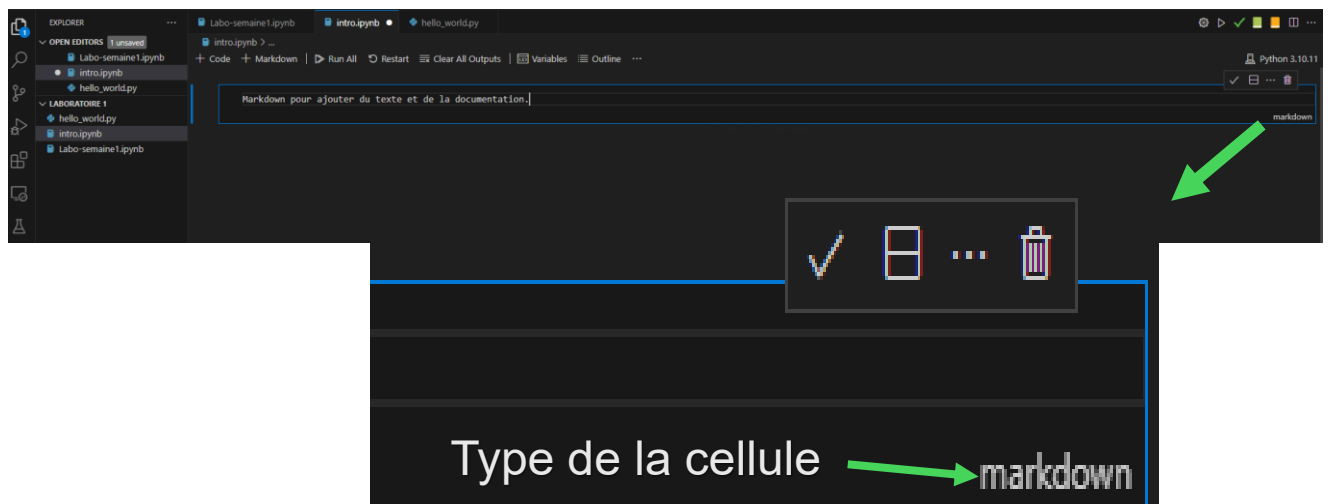 EXPLORER ···
Labo-semaine1.ipynb
intro.ipynb
hello_world.py
OPEN EDITORS 1 unsaved
intro.ipynb > ...
Labo-semaine1.ipynb
+ Code + Markdown | Run All Restart Clear All Outputs | Variables Outline ···
Python 3.10.11
intro.ipynb
hello_world.py
LABORATOIRE 1
hello_world.py
intro.ipynb
Labo-semaine1.ipynb
1
Markdown pour ajouter du texte et de la documentation.
markdown
Type de la cellule
markdown